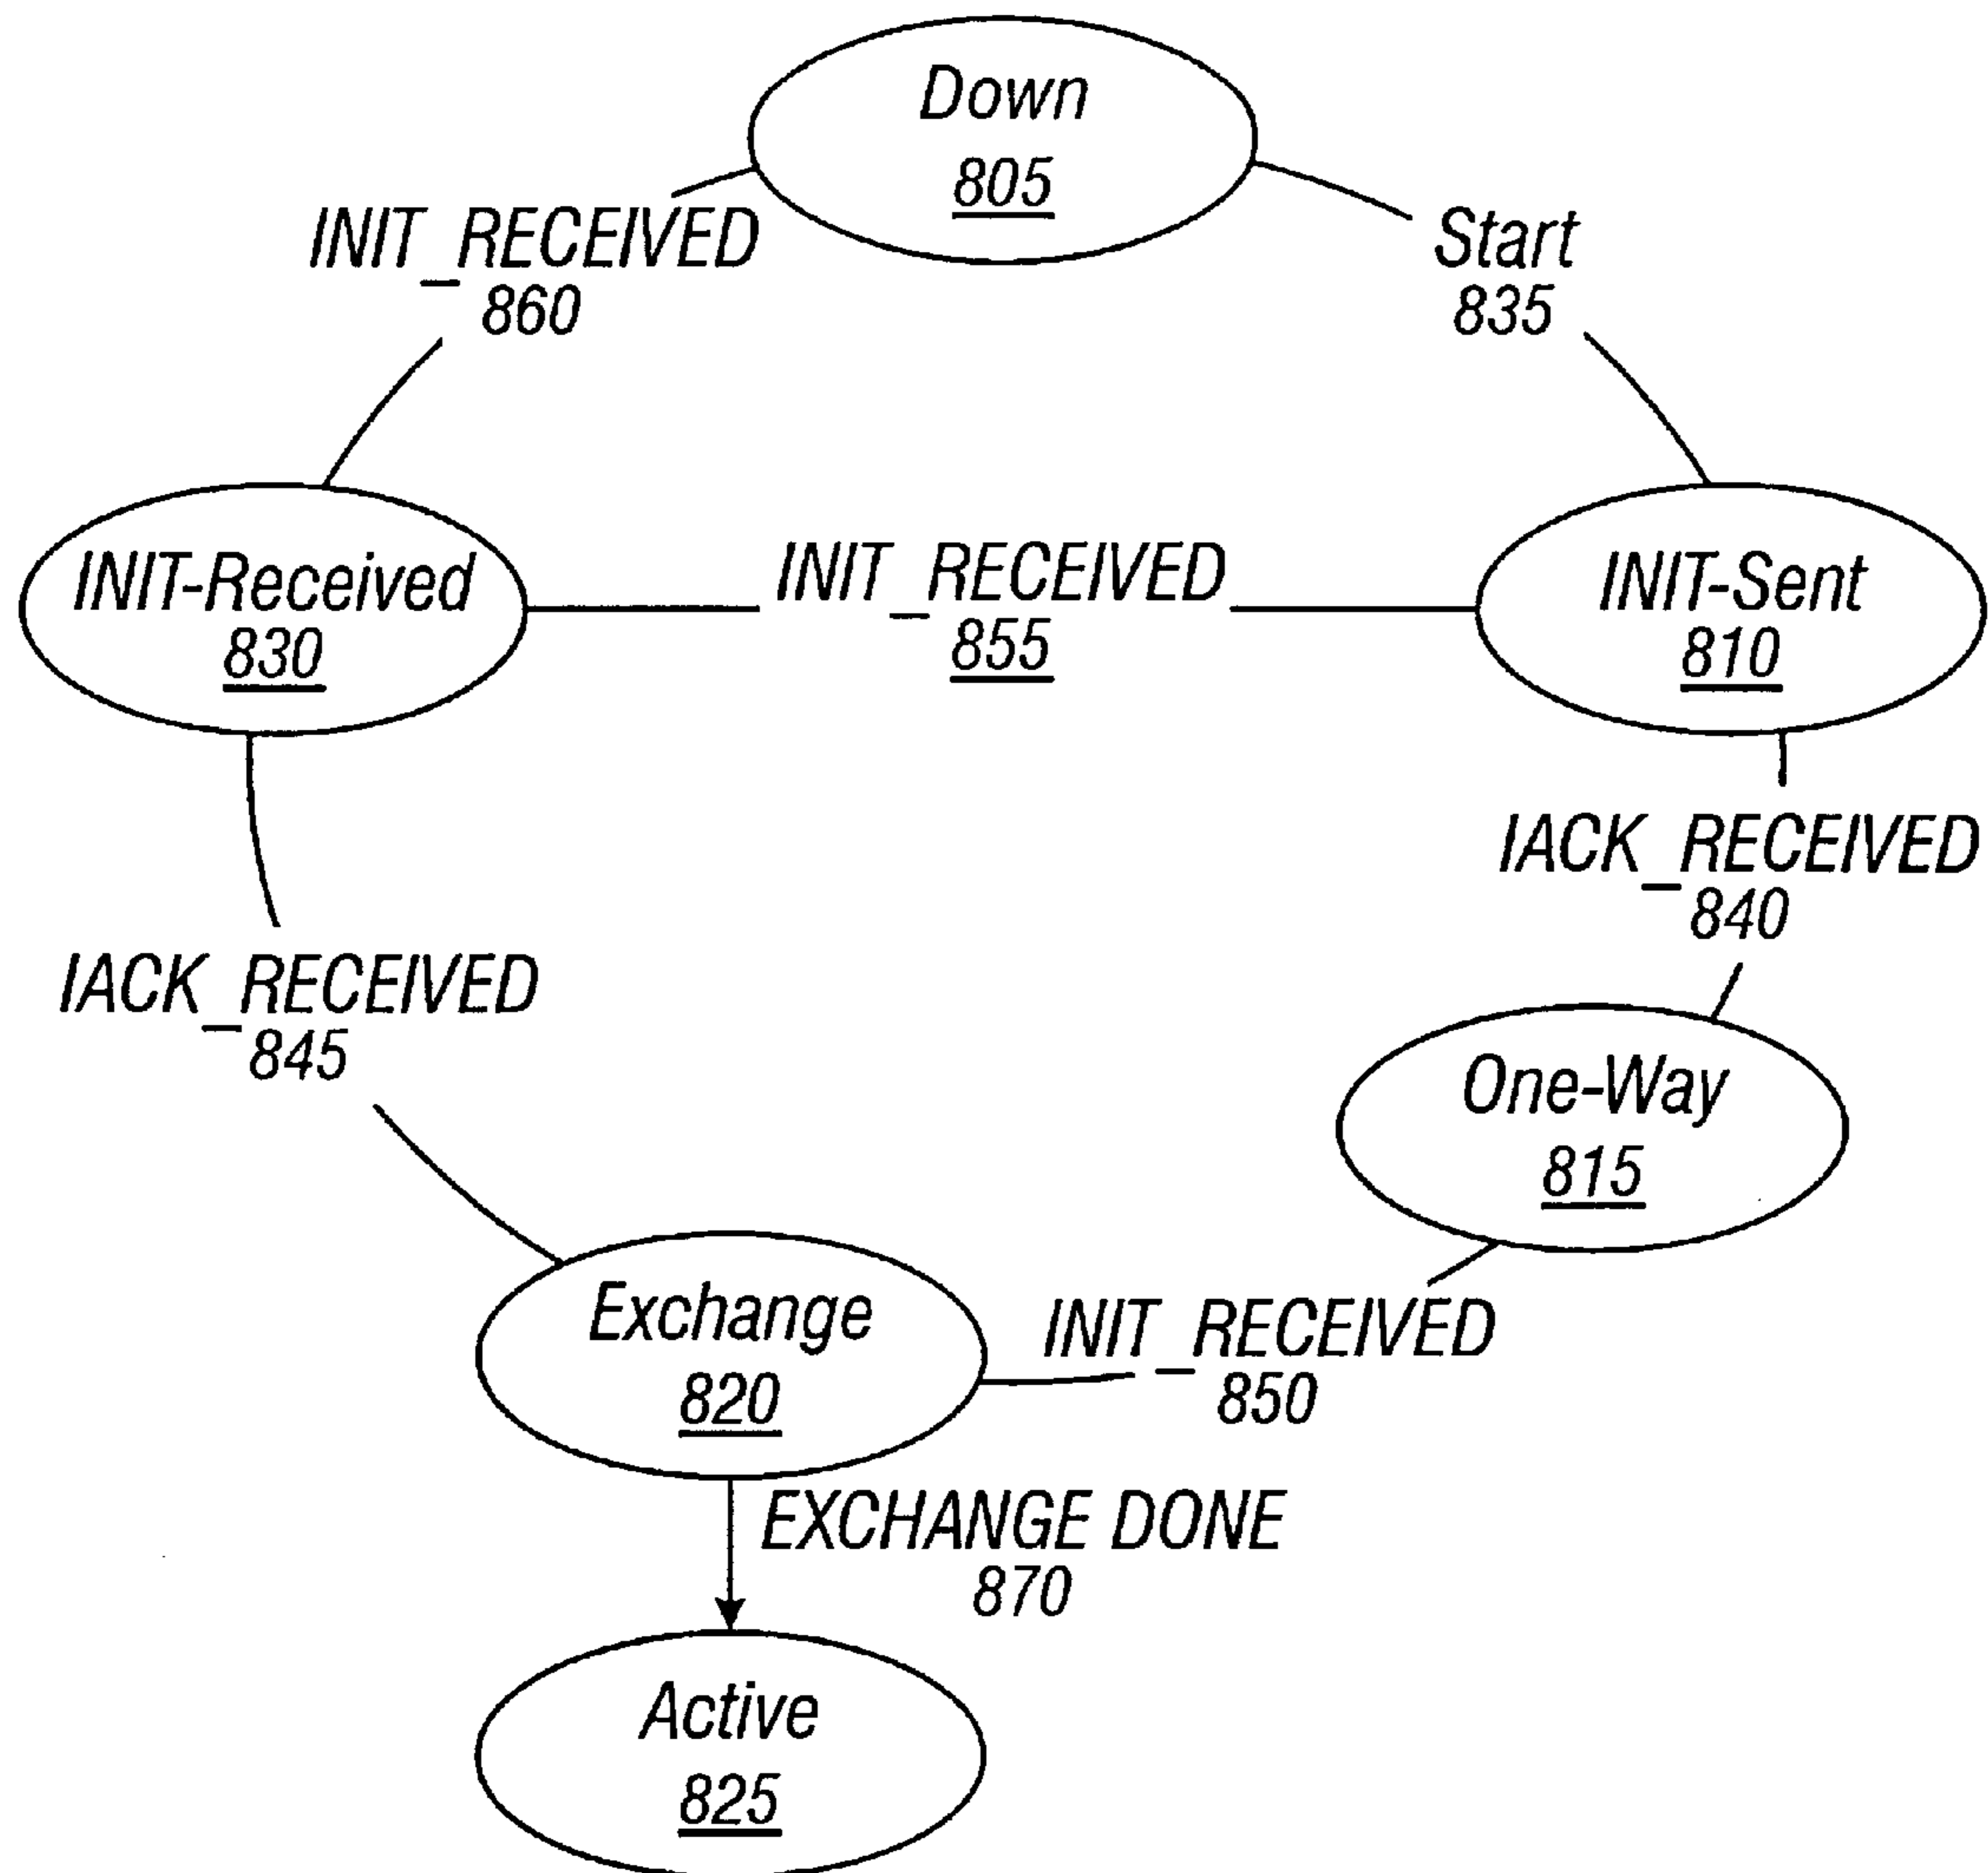 Down
805
INIT_RECEIVED
860
Start
835
INIT-Received
830
INIT_RECEIVED
855
INIT-Sent
810
IACK_RECEIVED
840
IACK_RECEIVED
845
One-Way
815
Exchange
820
INIT_RECEIVED
850
EXCHANGE DONE
870
Active
825